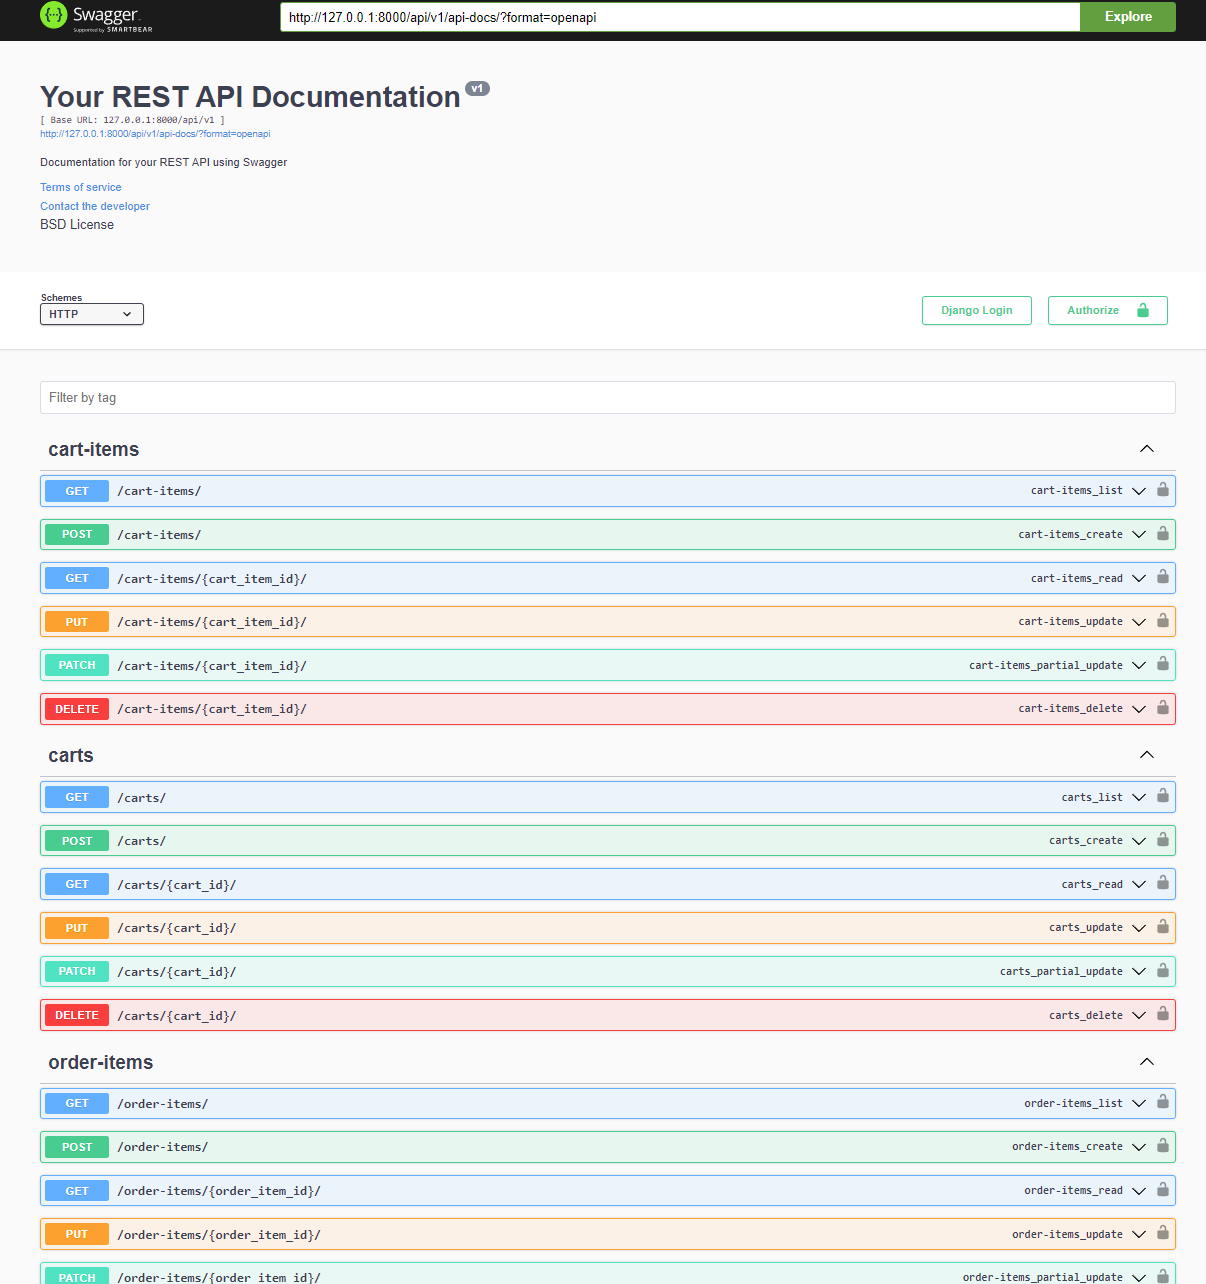 Swagger.
Supported by SMARTBEAR
http://127.0.0.1:8000/api/v1/api-docs/?format=openapi
Explore
Your REST API Documentation v1
[ Base URL: 127.0.0.1:8000/api/v1 ]
http://127.0.0.1:8000/api/v1/api-docs/?format=openapi
Documentation for your REST API using Swagger
Terms of service
Contact the developer
BSD License
Schemes
HTTP
Django Login
Authorize
Filter by tag
cart-items
GET /cart-items/ cart-items_list
POST /cart-items/ cart-items_create
GET /cart-items/{cart_item_id}/ cart-items_read
PUT /cart-items/{cart_item_id}/ cart-items_update
PATCH /cart-items/{cart_item_id}/ cart-items_partial_update
DELETE /cart-items/{cart_item_id}/ cart-items_delete
carts
GET /carts/ carts_list
POST /carts/ carts_create
GET /carts/{cart_id}/ carts_read
PUT /carts/{cart_id}/ carts_update
PATCH /carts/{cart_id}/ carts_partial_update
DELETE /carts/{cart_id}/ carts_delete
order-items
GET /order-items/ order-items_list
POST /order-items/ order-items_create
GET /order-items/{order_item_id}/ order-items_read
PUT /order-items/{order_item_id}/ order-items_update
PATCH /order-items/{order_item_id}/ order-items_partial_update